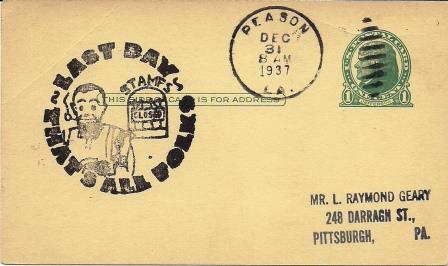 LAST DAY
THAT'S ALL FOLKS
STAMPS
CLOSED
PEASON
DEC
31
8 AM
1937
LA.
THIS SIDE OF CARD IS FOR ADDRESS
1 1
MR. L. RAYMOND GEARY
248 DARRAGH ST.,
PITTSBURGH, PA.